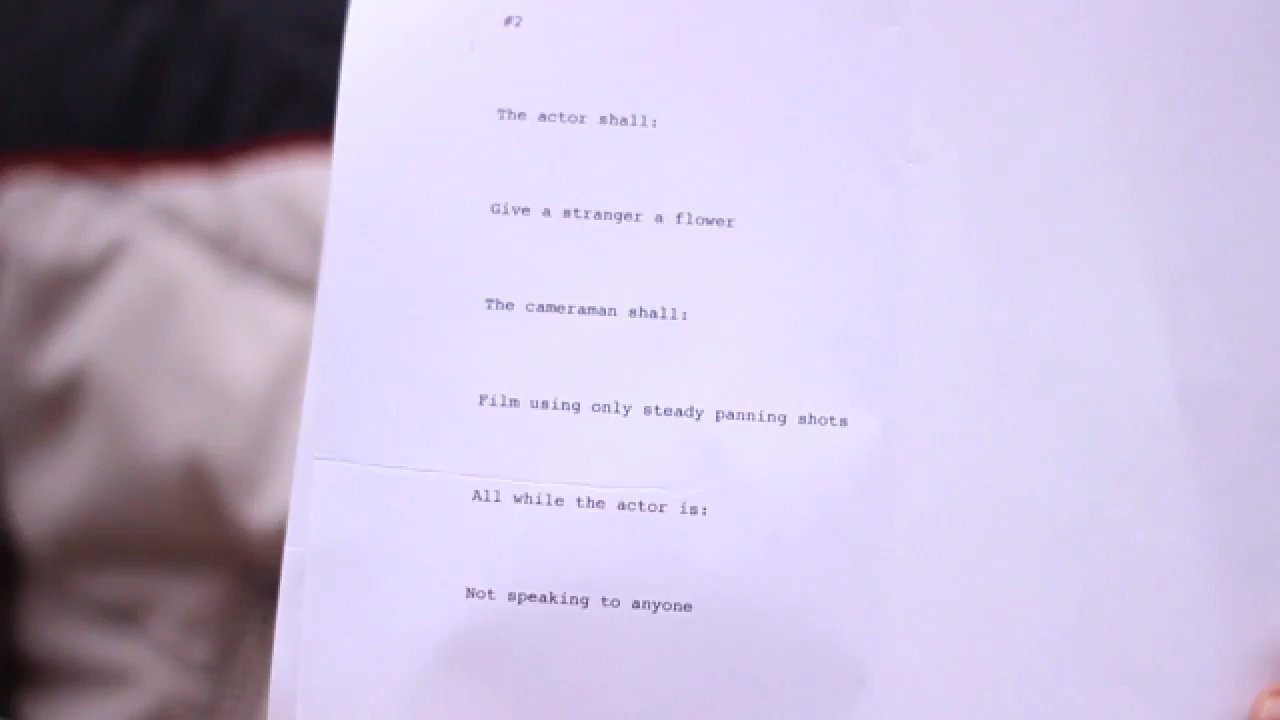 #2
The actor shall:
Give a stranger a flower
The cameraman shall:
Film using only steady panning shots
All while the actor is:
Not speaking to anyone